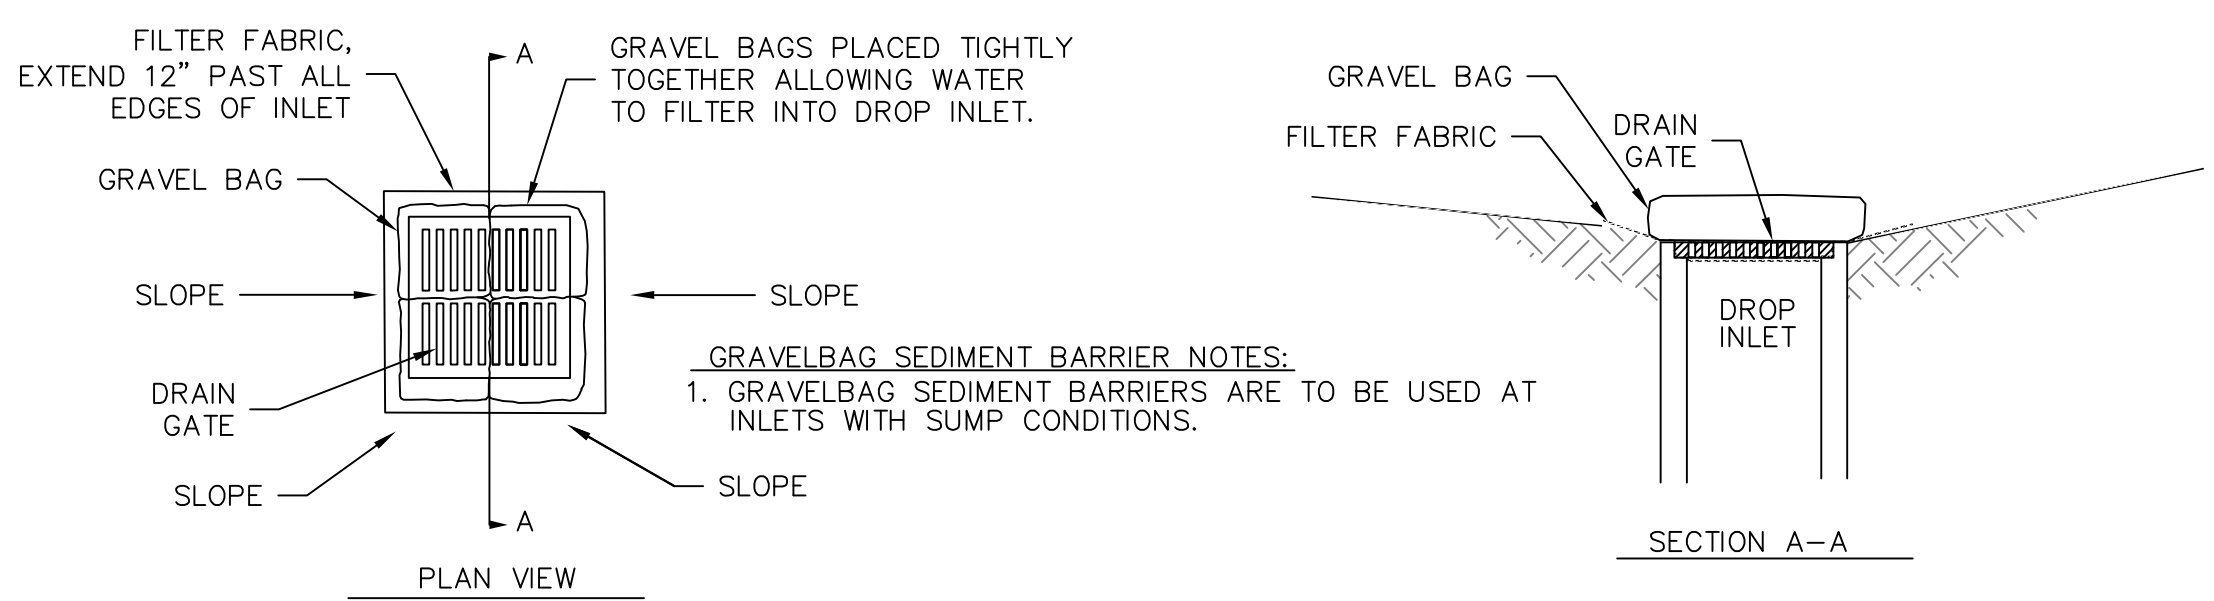 FILTER FABRIC,
EXTEND 12” PAST ALL
EDGES OF INLET
A
GRAVEL BAGS PLACED TIGHTLY
TOGETHER ALLOWING WATER
TO FILTER INTO DROP INLET.
GRAVEL BAG
SLOPE
SLOPE
DRAIN
GATE
SLOPE
SLOPE
A
PLAN VIEW
GRAVELBAG SEDIMENT BARRIER NOTES:
1. GRAVELBAG SEDIMENT BARRIERS ARE TO BE USED AT
INLETS WITH SUMP CONDITIONS.
GRAVEL BAG
FILTER FABRIC
DRAIN
GATE
DROP
INLET
SECTION A-A